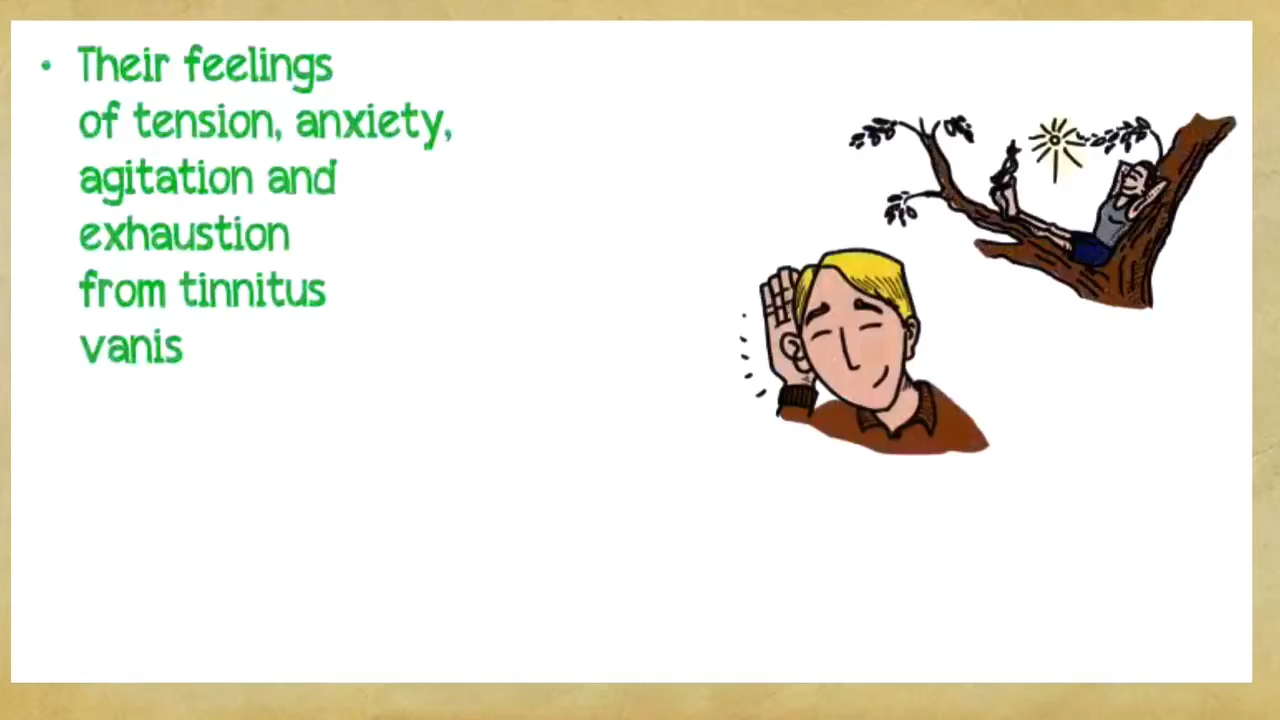 • Their feelings
of tension, anxiety,
agitation and
exhaustion
from tinnitus
vanis